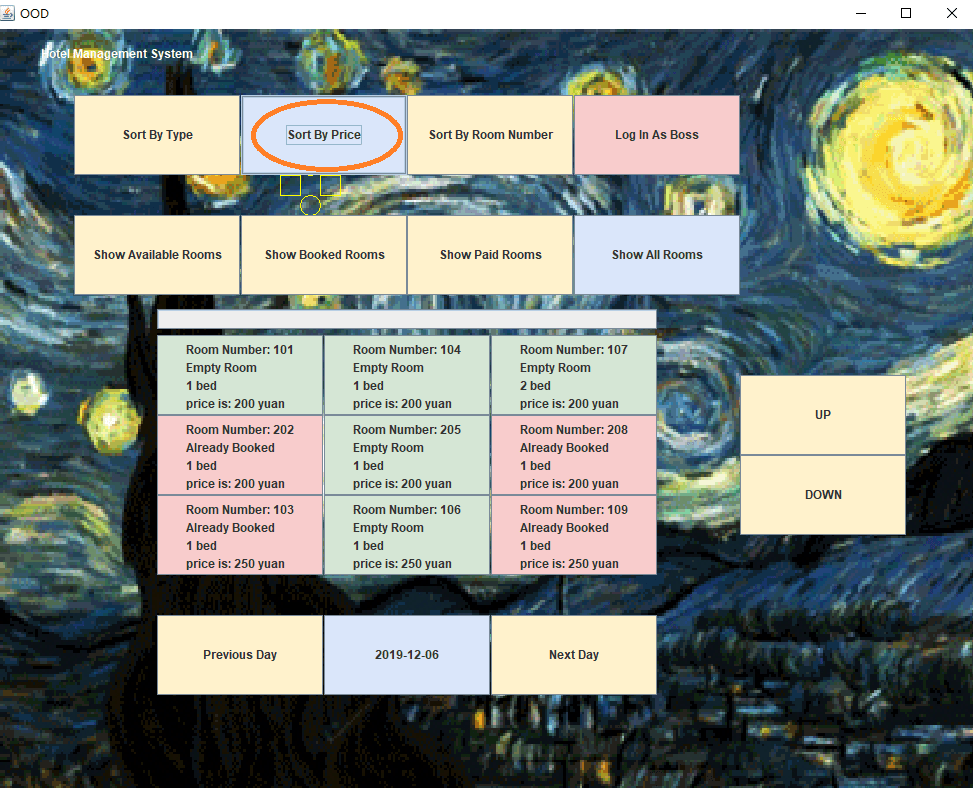 OOD
Hotel Management System
Sort By Type
Sort By Price
Sort By Room Number
Log In As Boss
Show Available Rooms
Show Booked Rooms
Show Paid Rooms
Show All Rooms
Room Number: 101
Empty Room
1 bed
price is: 200 yuan
Room Number: 104
Empty Room
1 bed
price is: 200 yuan
Room Number: 107
Empty Room
2 bed
price is: 200 yuan
Room Number: 202
Already Booked
1 bed
price is: 200 yuan
Room Number: 205
Empty Room
1 bed
price is: 200 yuan
Room Number: 208
Already Booked
1 bed
price is: 200 yuan
Room Number: 103
Already Booked
1 bed
price is: 250 yuan
Room Number: 106
Empty Room
1 bed
price is: 250 yuan
Room Number: 109
Already Booked
1 bed
price is: 250 yuan
UP
DOWN
Previous Day
2019-12-06
Next Day